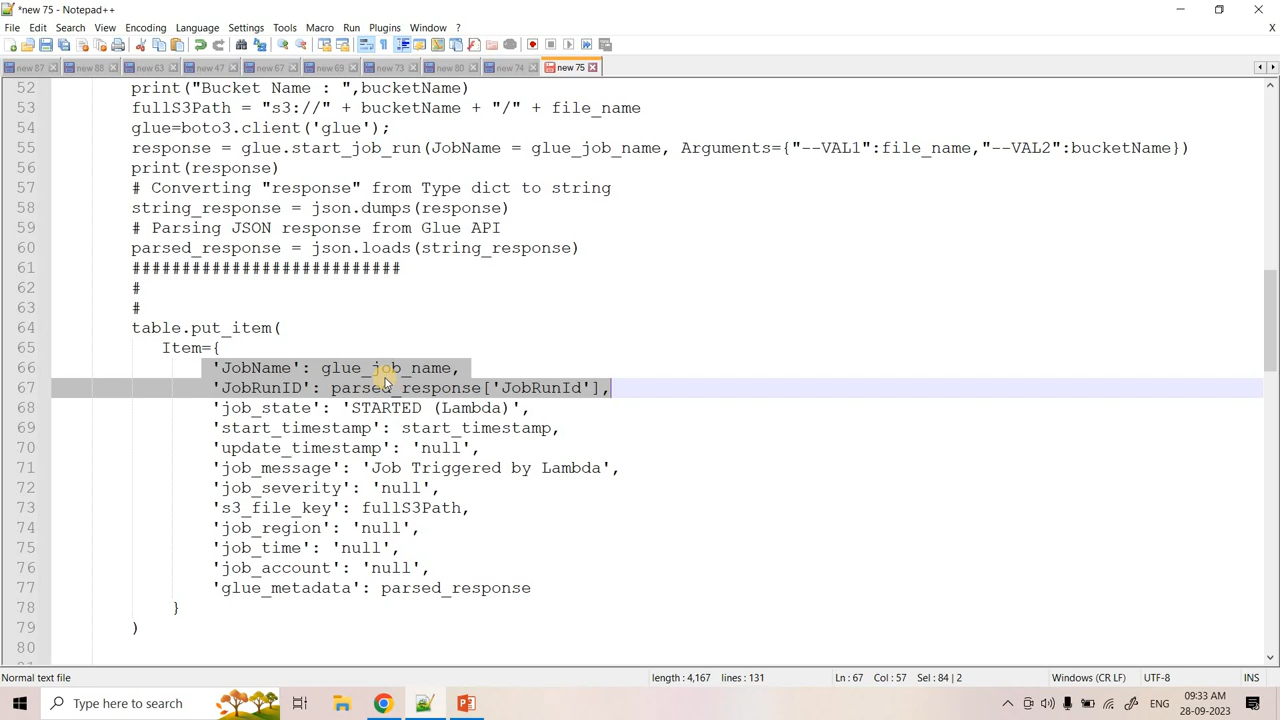 *new 75 - Notepad++
File Edit Search View Encoding Language Settings Tools Macro Run Plugins Window ?
new 87 new 88 new 63 new 47 new 67 new 69 new 73 new 80 new 74 new 75
52 print("Bucket Name : ",bucketName)
53 fullS3Path = "s3://" + bucketName + "/" + file_name
54 glue=boto3.client('glue');
55 response = glue.start_job_run(JobName = glue_job_name, Arguments={"--VAL1":file_name,"--VAL2":bucketName})
56 print(response)
57 # Converting "response" from Type dict to string
58 string_response = json.dumps(response)
59 # Parsing JSON response from Glue API
60 parsed_response = json.loads(string_response)
61 ###########################
62 #
63 #
64 table.put_item(
65 Item={
66 'JobName': glue_job_name,
67 'JobRunID': parsed_response['JobRunId'],
68 'job_state': 'STARTED (Lambda)',
69 'start_timestamp': start_timestamp,
70 'update_timestamp': 'null',
71 'job_message': 'Job Triggered by Lambda',
72 'job_severity': 'null',
73 's3_file_key': fullS3Path,
74 'job_region': 'null',
75 'job_time': 'null',
76 'job_account': 'null',
77 'glue_metadata': parsed_response
78 }
79 )
80
Normal text file length : 4,167 lines : 131 Ln : 67 Col : 57 Sel : 84 | 2 Windows (CR LF) UTF-8 INS
Type here to search ENG 09:33 AM
28-09-2023